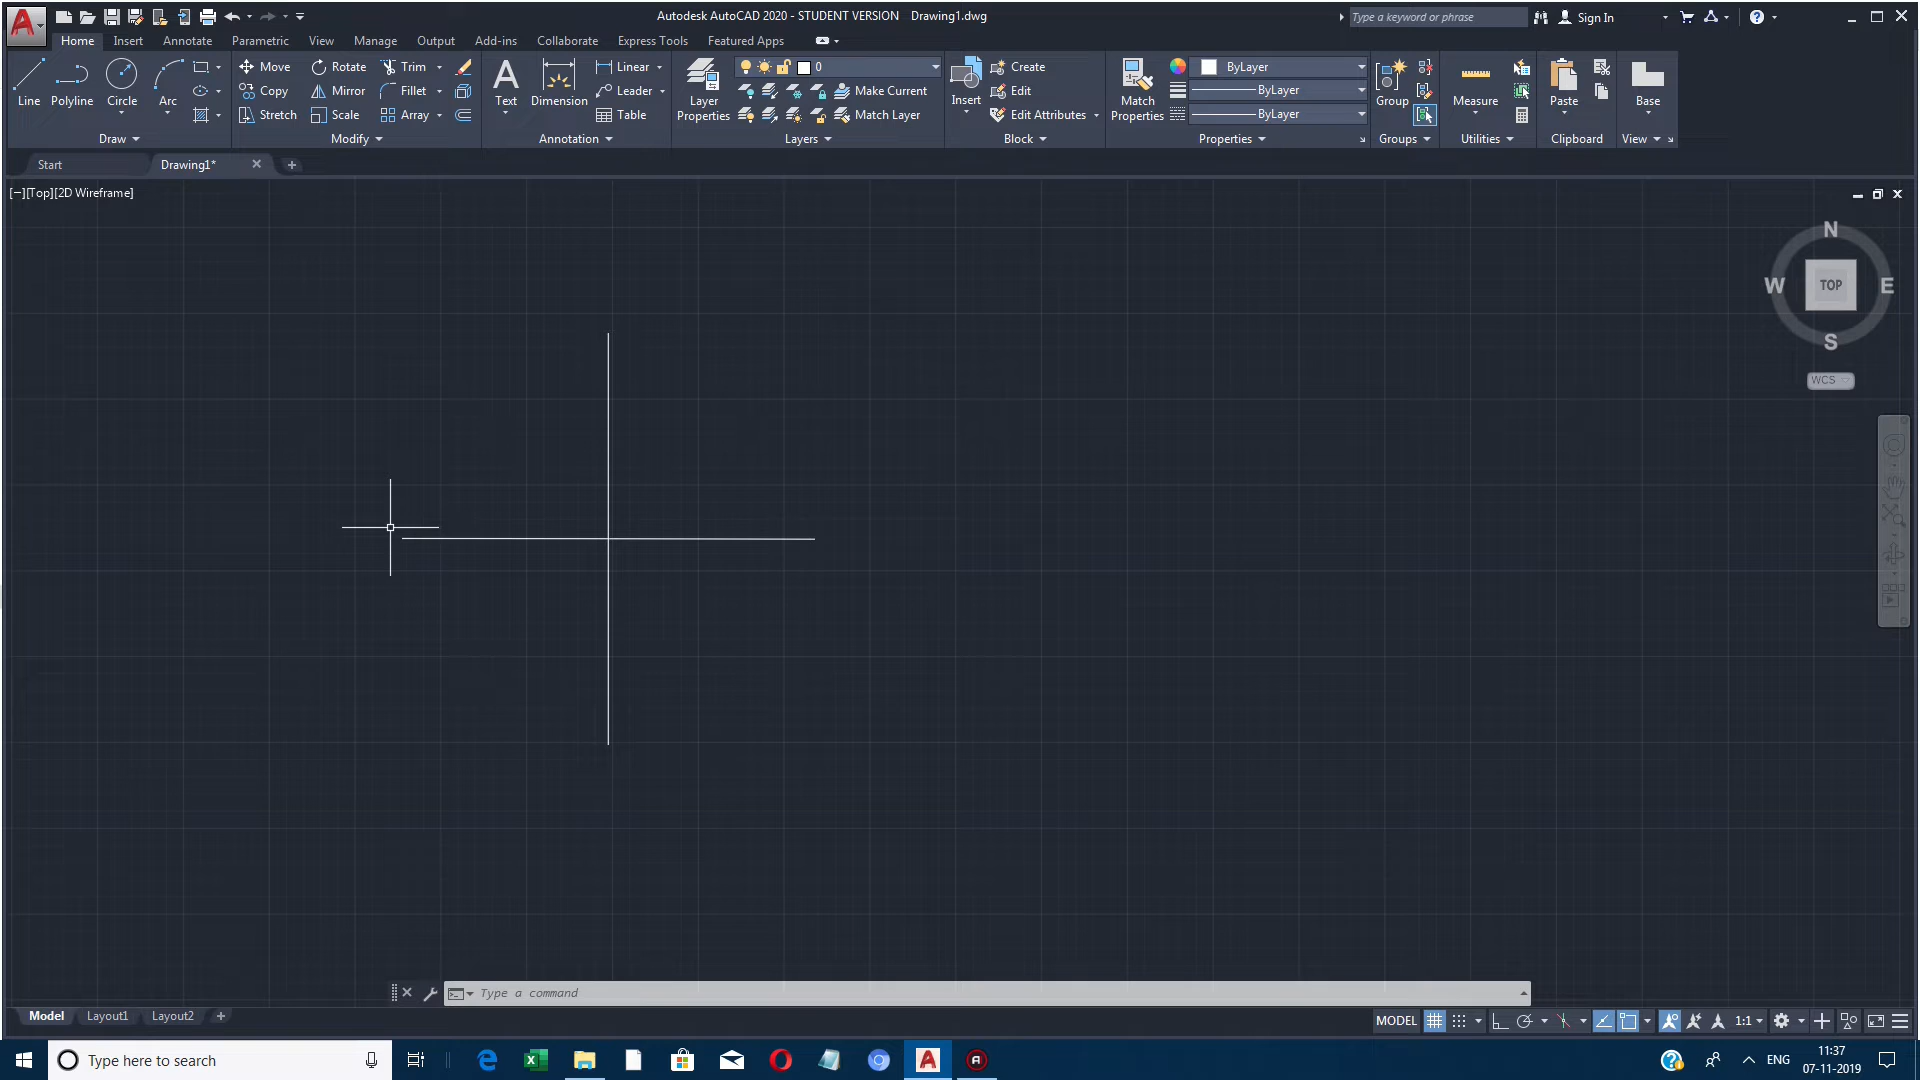 Autodesk AutoCAD 2020 - STUDENT VERSION Drawing1.dwg
Type a keyword or phrase
Sign In
Home Insert Annotate Parametric View Manage Output Add-ins Collaborate Express Tools Featured Apps
Line Polyline Circle Arc
Move Rotate Trim
Copy Mirror Fillet
Stretch Scale Array
Text Dimension
Linear
Leader
Table
Layer
Properties
0
Make Current
Match Layer
Insert
Create
Edit
Edit Attributes
Match
Properties
ByLayer
ByLayer
ByLayer
Group
Measure
Paste
Base
Draw Modify Annotation Layers Block Properties Groups Utilities Clipboard View
Start Drawing1*
[−][Top][2D Wireframe]
N
W TOP E
S
WCS
Type a command
Model Layout1 Layout2
MODEL 1:1
Type here to search
ENG
11:37
07-11-2019